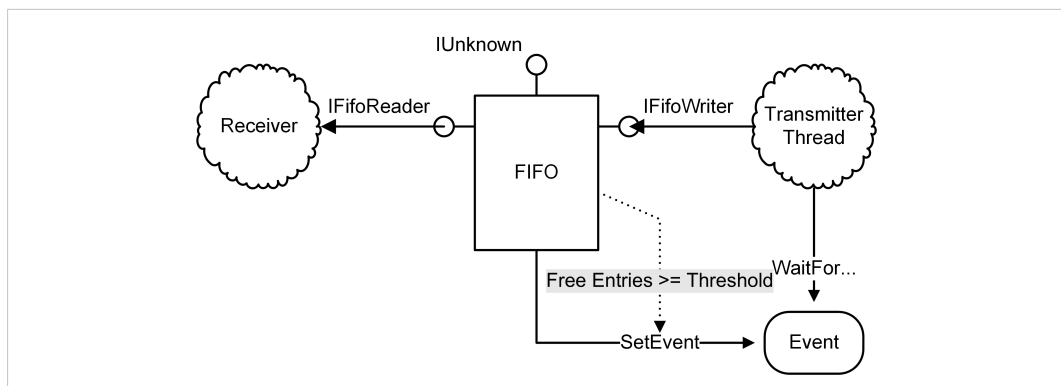 IUnknown
IFifoReader
IFifoWriter
Receiver
Transmitter
Thread
FIFO
WaitFor...
Free Entries >= Threshold
SetEvent
Event